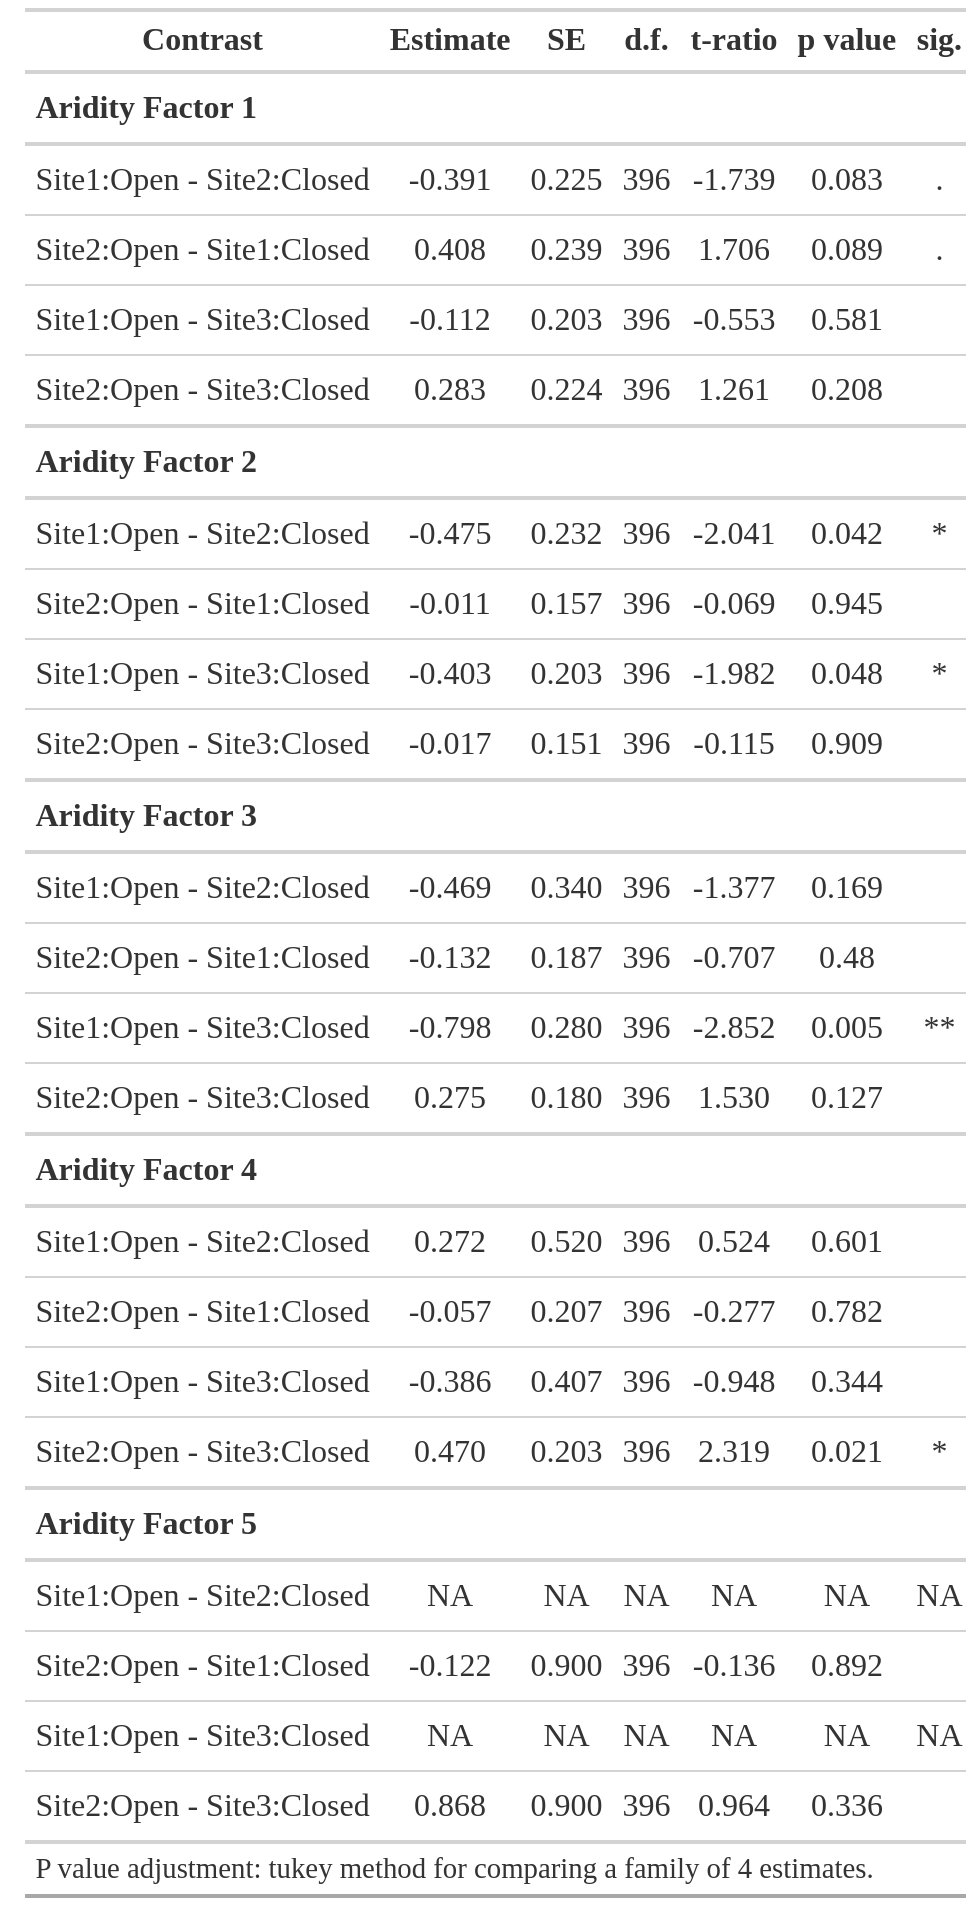 Contrast Estimate SE d.f. t-ratio p value sig.
Aridity Factor 1
Site1:Open - Site2:Closed -0.391 0.225 396 -1.739 0.083 .
Site2:Open - Site1:Closed 0.408 0.239 396 1.706 0.089 .
Site1:Open - Site3:Closed -0.112 0.203 396 -0.553 0.581
Site2:Open - Site3:Closed 0.283 0.224 396 1.261 0.208
Aridity Factor 2
Site1:Open - Site2:Closed -0.475 0.232 396 -2.041 0.042 *
Site2:Open - Site1:Closed -0.011 0.157 396 -0.069 0.945
Site1:Open - Site3:Closed -0.403 0.203 396 -1.982 0.048 *
Site2:Open - Site3:Closed -0.017 0.151 396 -0.115 0.909
Aridity Factor 3
Site1:Open - Site2:Closed -0.469 0.340 396 -1.377 0.169
Site2:Open - Site1:Closed -0.132 0.187 396 -0.707 0.48
Site1:Open - Site3:Closed -0.798 0.280 396 -2.852 0.005 **
Site2:Open - Site3:Closed 0.275 0.180 396 1.530 0.127
Aridity Factor 4
Site1:Open - Site2:Closed 0.272 0.520 396 0.524 0.601
Site2:Open - Site1:Closed -0.057 0.207 396 -0.277 0.782
Site1:Open - Site3:Closed -0.386 0.407 396 -0.948 0.344
Site2:Open - Site3:Closed 0.470 0.203 396 2.319 0.021 *
Aridity Factor 5
Site1:Open - Site2:Closed NA NA NA NA NA NA
Site2:Open - Site1:Closed -0.122 0.900 396 -0.136 0.892
Site1:Open - Site3:Closed NA NA NA NA NA NA
Site2:Open - Site3:Closed 0.868 0.900 396 0.964 0.336
P value adjustment: tukey method for comparing a family of 4 estimates.